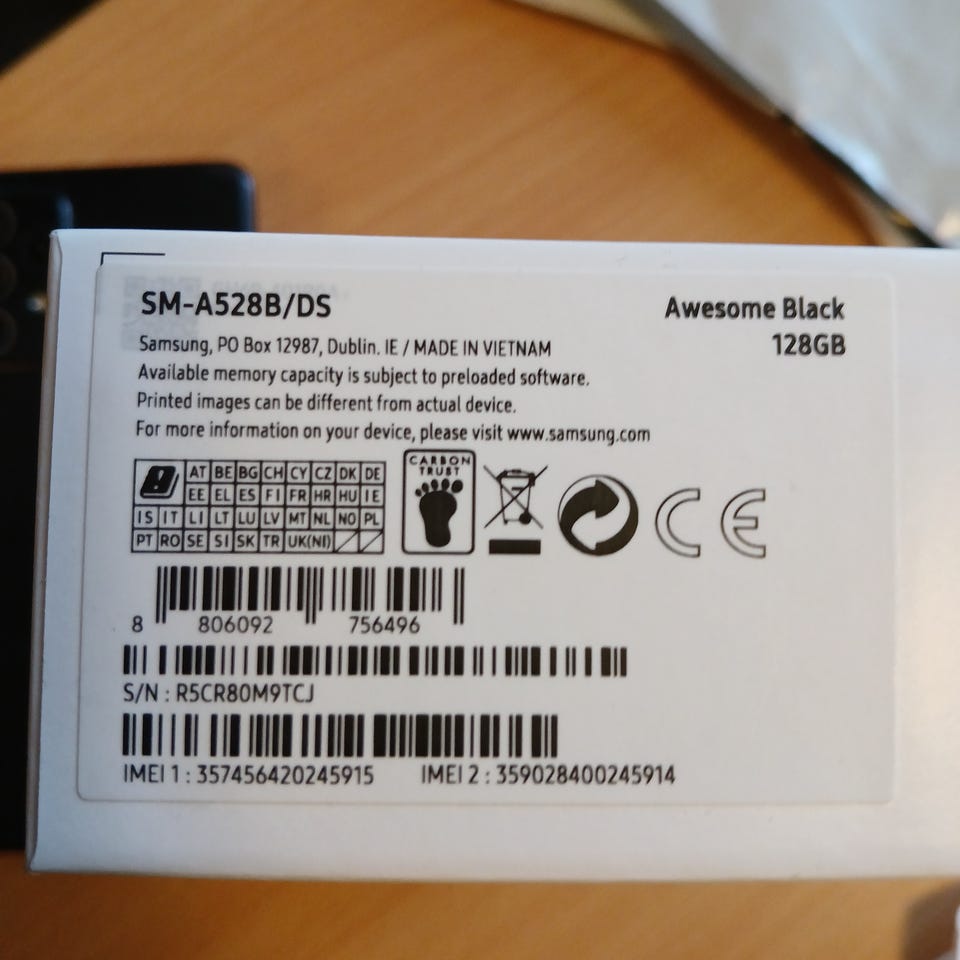 SM-A528B/DS
Awesome Black
128GB
Samsung, PO Box 12987, Dublin. IE / MADE IN VIETNAM
Available memory capacity is subject to preloaded software.
Printed images can be different from actual device.
For more information on your device, please visit www.samsung.com
AT BE BG CH CY CZ DK DE
EE EL ES FI FR HR HU IE
IS IT LI LT LU LV MT NL NO PL
PT RO SE SI SK TR UK(NI)
CARBON
TRUST
CE
8 806092 756496
S/N : R5CR80M9TCJ
IMEI 1 : 357456420245915 IMEI 2 : 359028400245914